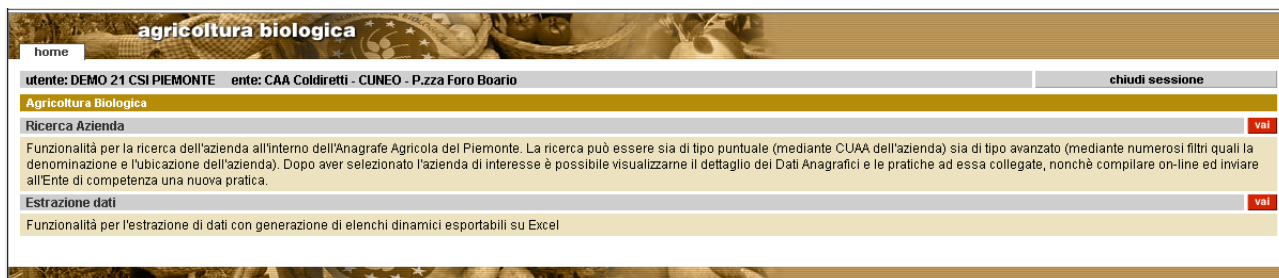 agricoltura biologica
home
utente: DEMO 21 CSI PIEMONTE ente: CAA Coldiretti - CUNEO - P.zza Foro Boario chiudi sessione
Agricoltura Biologica
Ricerca Azienda vai
Funzionalità per la ricerca dell'azienda all'interno dell'Anagrafe Agricola del Piemonte. La ricerca può essere sia di tipo puntuale (mediante CUAA dell'azienda) sia di tipo avanzato (mediante numerosi filtri quali la
denominazione e l'ubicazione dell'azienda). Dopo aver selezionato l'azienda di interesse è possibile visualizzarne il dettaglio dei Dati Anagrafici e le pratiche ad essa collegate, nonchè compilare on-line ed inviare
all'Ente di competenza una nuova pratica.
Estrazione dati vai
Funzionalità per l'estrazione di dati con generazione di elenchi dinamici esportabili su Excel